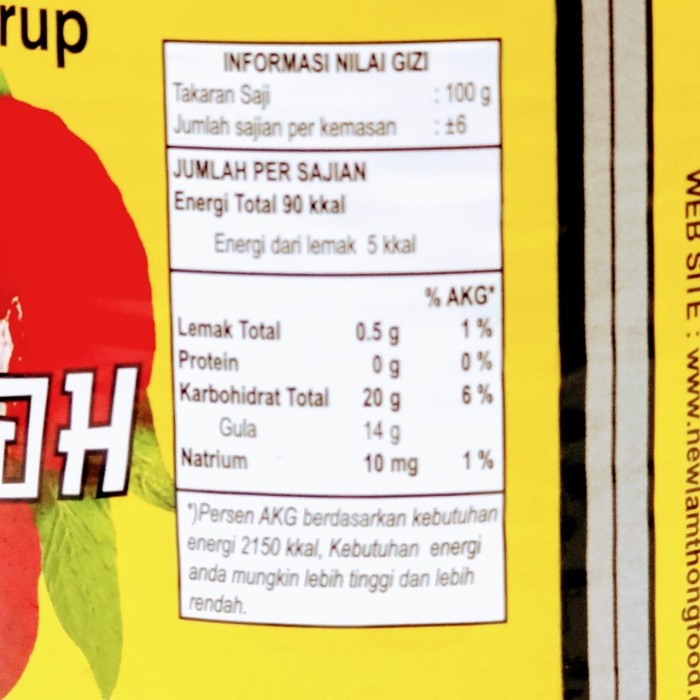 rup
INFORMASI NILAI GIZI
Takaran Saji : 100 g
Jumlah sajian per kemasan : ±6
JUMLAH PER SAJIAN
Energi Total 90 kkal
Energi dari lemak 5 kkal
% AKG*
Lemak Total 0.5 g 1 %
Protein 0 g 0 %
Karbohidrat Total 20 g 6 %
Gula 14 g
Natrium 10 mg 1 %
*)Persen AKG berdasarkan kebutuhan
energi 2150 kkal, Kebutuhan energi
anda mungkin lebih tinggi dan lebih
rendah.
WEB SITE : www.newlamthongfood.